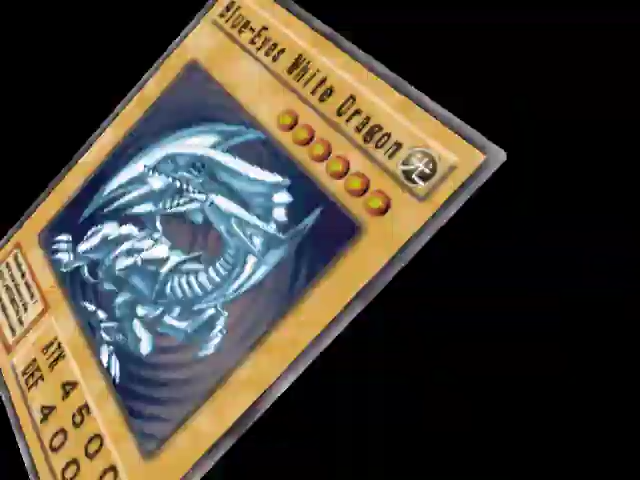 Blue-Eyes White Dragon 光
ATK 4500
DEF 400